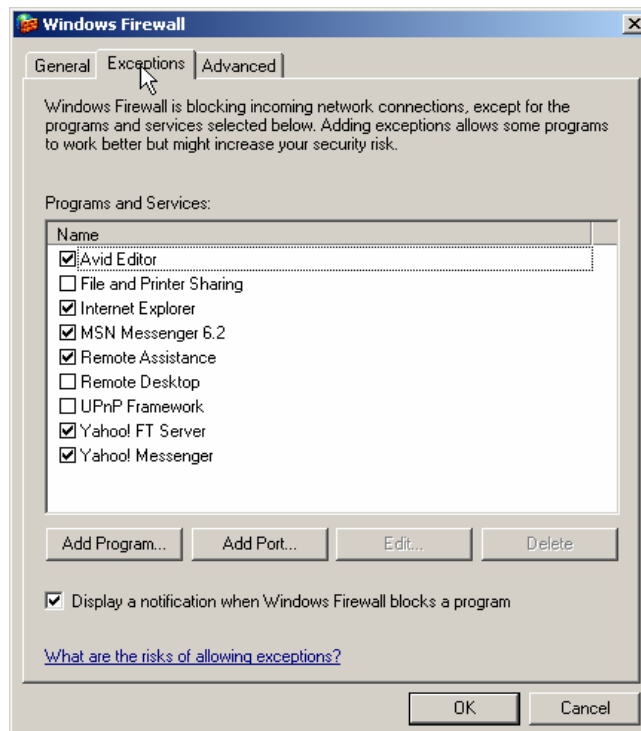 Windows Firewall
General Exceptions Advanced
Windows Firewall is blocking incoming network connections, except for the
programs and services selected below. Adding exceptions allows some programs
to work better but might increase your security risk.
Programs and Services:
Name
Avid Editor
File and Printer Sharing
Internet Explorer
MSN Messenger 6.2
Remote Assistance
Remote Desktop
UPnP Framework
Yahoo! FT Server
Yahoo! Messenger
Add Program... Add Port... Edit... Delete
Display a notification when Windows Firewall blocks a program
What are the risks of allowing exceptions?
OK Cancel